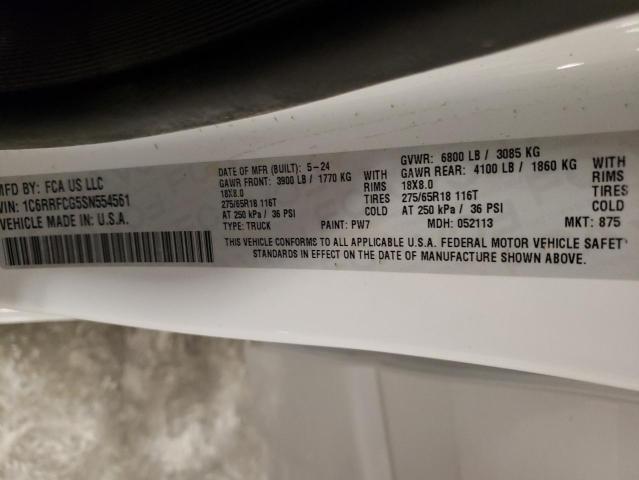 MFD BY: FCA US LLC
VIN: 1C6RRFCG5SN554561
VEHICLE MADE IN: U.S.A.
DATE OF MFR (BUILT): 5-24
GAWR FRONT: 3900 LB / 1770 KG WITH
18X8.0 RIMS
275/65R18 116T TIRES
AT 250 kPa / 36 PSI COLD
TYPE: TRUCK PAINT: PW7
GVWR: 6800 LB / 3085 KG
GAWR REAR: 4100 LB / 1860 KG WITH
18X8.0 RIMS
275/65R18 116T TIRES
AT 250 kPa / 36 PSI COLD
MDH: 052113 MKT: 875
THIS VEHICLE CONFORMS TO ALL APPLICABLE U.S.A. FEDERAL MOTOR VEHICLE SAFETY
STANDARDS IN EFFECT ON THE DATE OF MANUFACTURE SHOWN ABOVE.